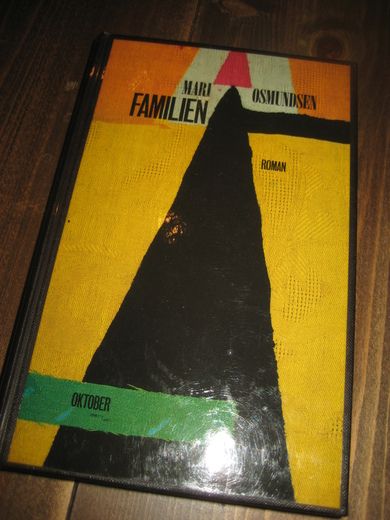 MARI OSMUNDSEN
FAMILIEN
ROMAN
OKTOBER